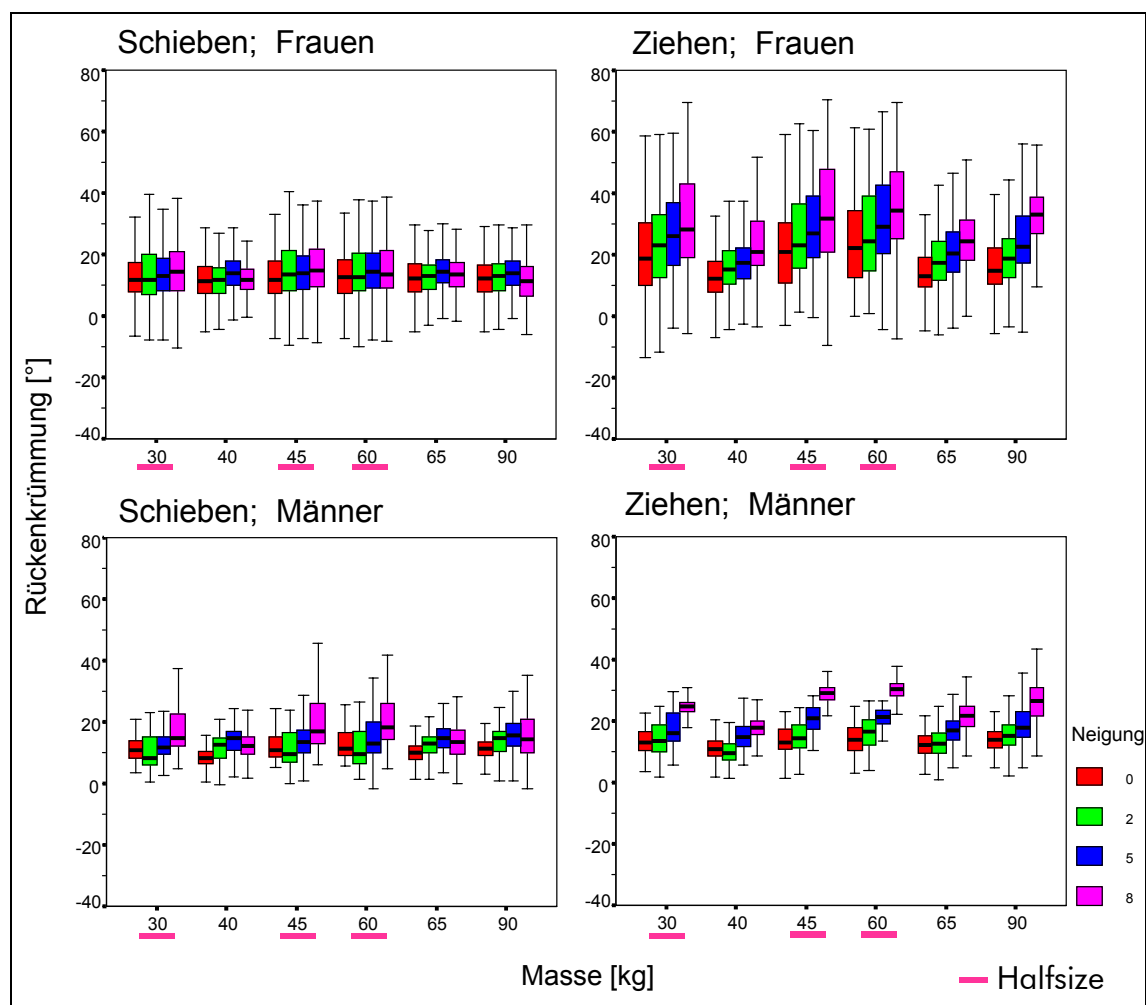 Schieben; Frauen
Ziehen; Frauen
80
60
40
20
0
-20
-40
30 40 45 60 65 90
80
60
40
20
0
-20
-40
30 40 45 60 65 90
Rückenkrümmung [°]
Schieben; Männer
Ziehen; Männer
80
60
40
20
0
-20
-40
30 40 45 60 65 90
80
60
40
20
0
-20
-40
30 40 45 60 65 90
Neigung
0
2
5
8
Masse [kg]
Halfsize